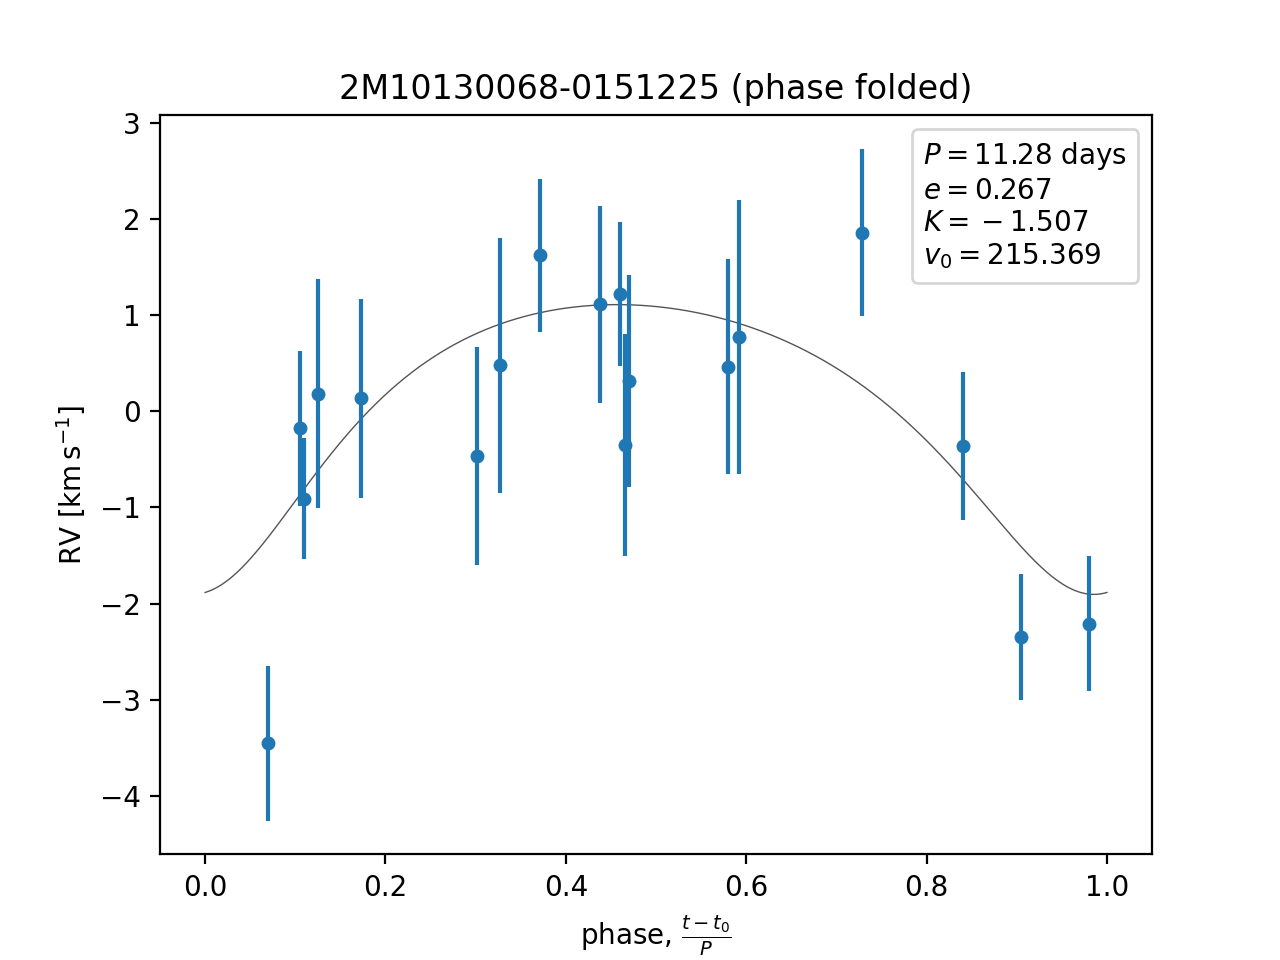 2M10130068-0151225 (phase folded)
P = 11.28 days
e = 0.267
K = −1.507
v₀ = 215.369
3
2
1
0
−1
−2
−3
−4
RV [km s⁻¹]
0.0 0.2 0.4 0.6 0.8 1.0
phase, (t − t₀)/P